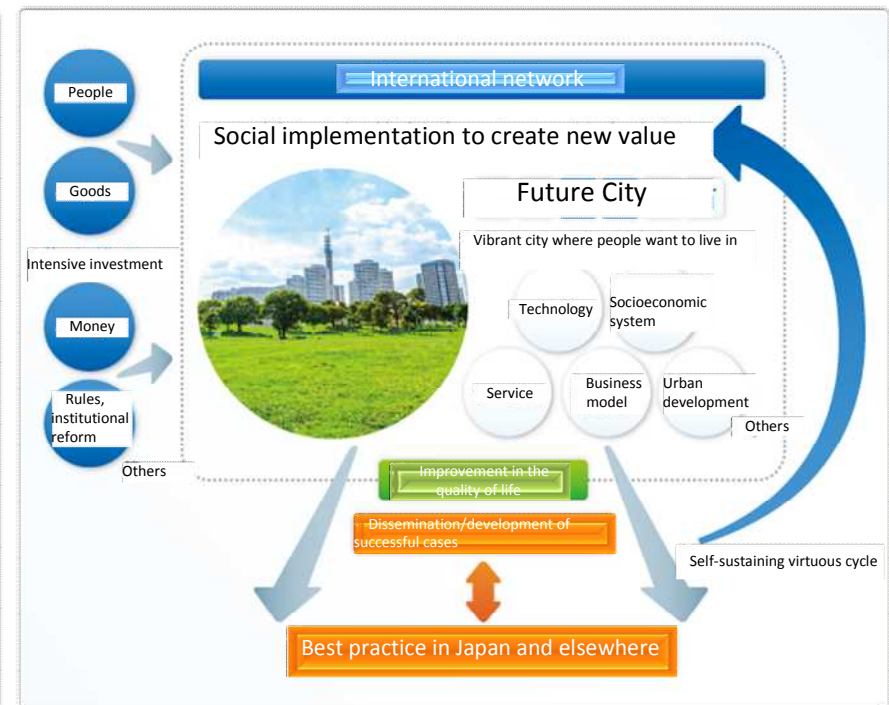 International network
People
Social implementation to create new value
Goods
Future City
Vibrant city where people want to live in
Intensive investment
Technology
Socioeconomic
system
Money
Service
Business
model
Urban
development
Rules,
institutional
reform
Others
Others
Improvement in the
quality of life
Dissemination/development of
successful cases
Self-sustaining virtuous cycle
Best practice in Japan and elsewhere